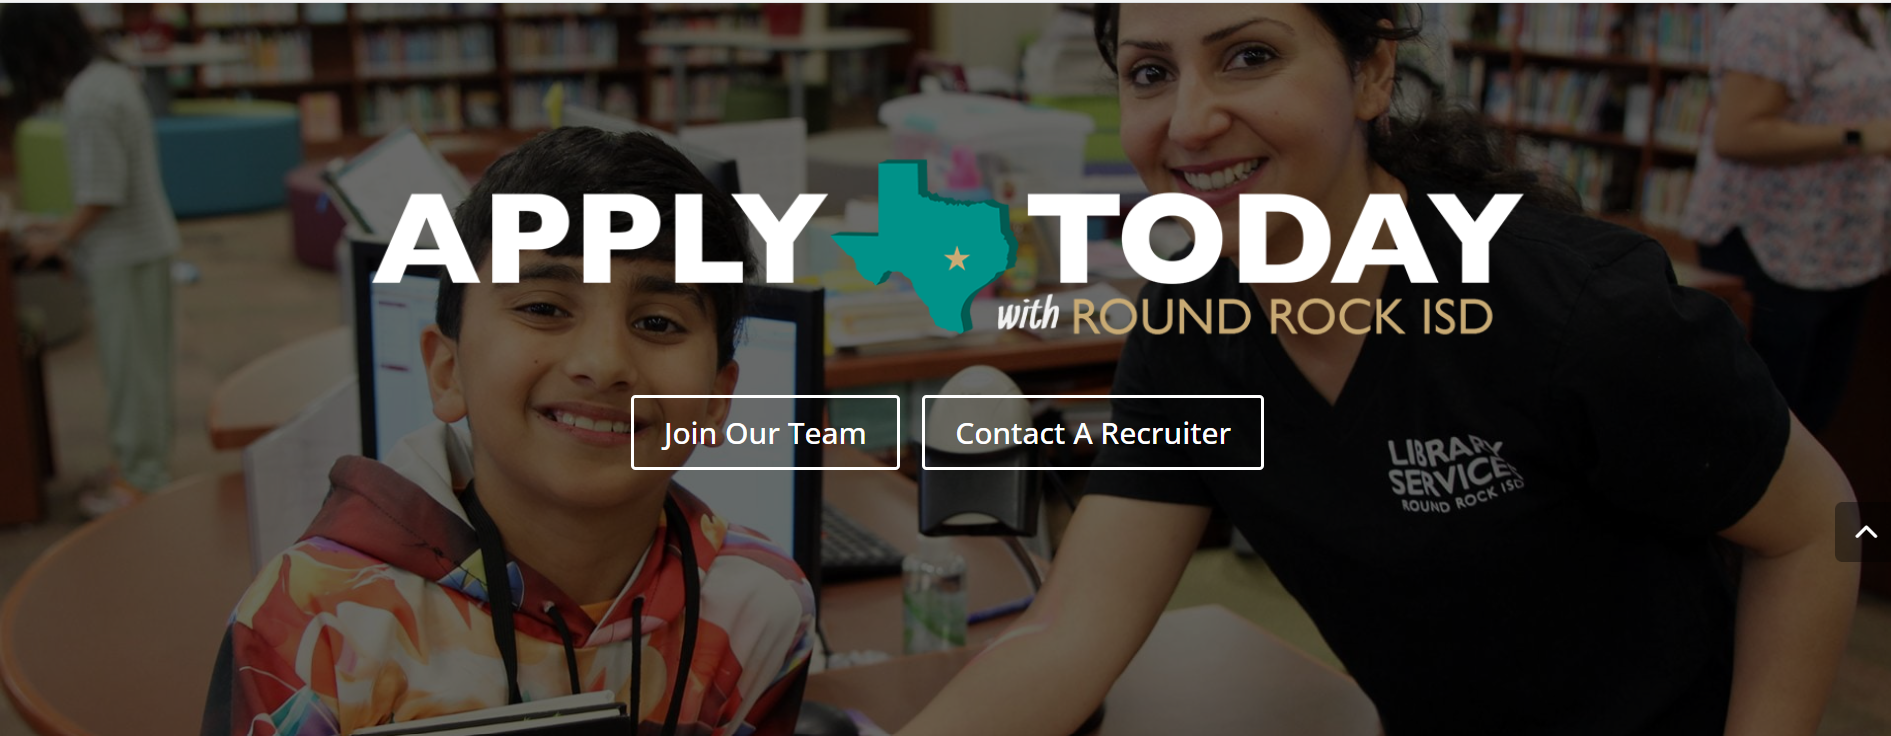 APPLY TODAY
with ROUND ROCK ISD
Join Our Team
Contact A Recruiter
LIBRARY
SERVICES
ROUND ROCK ISD